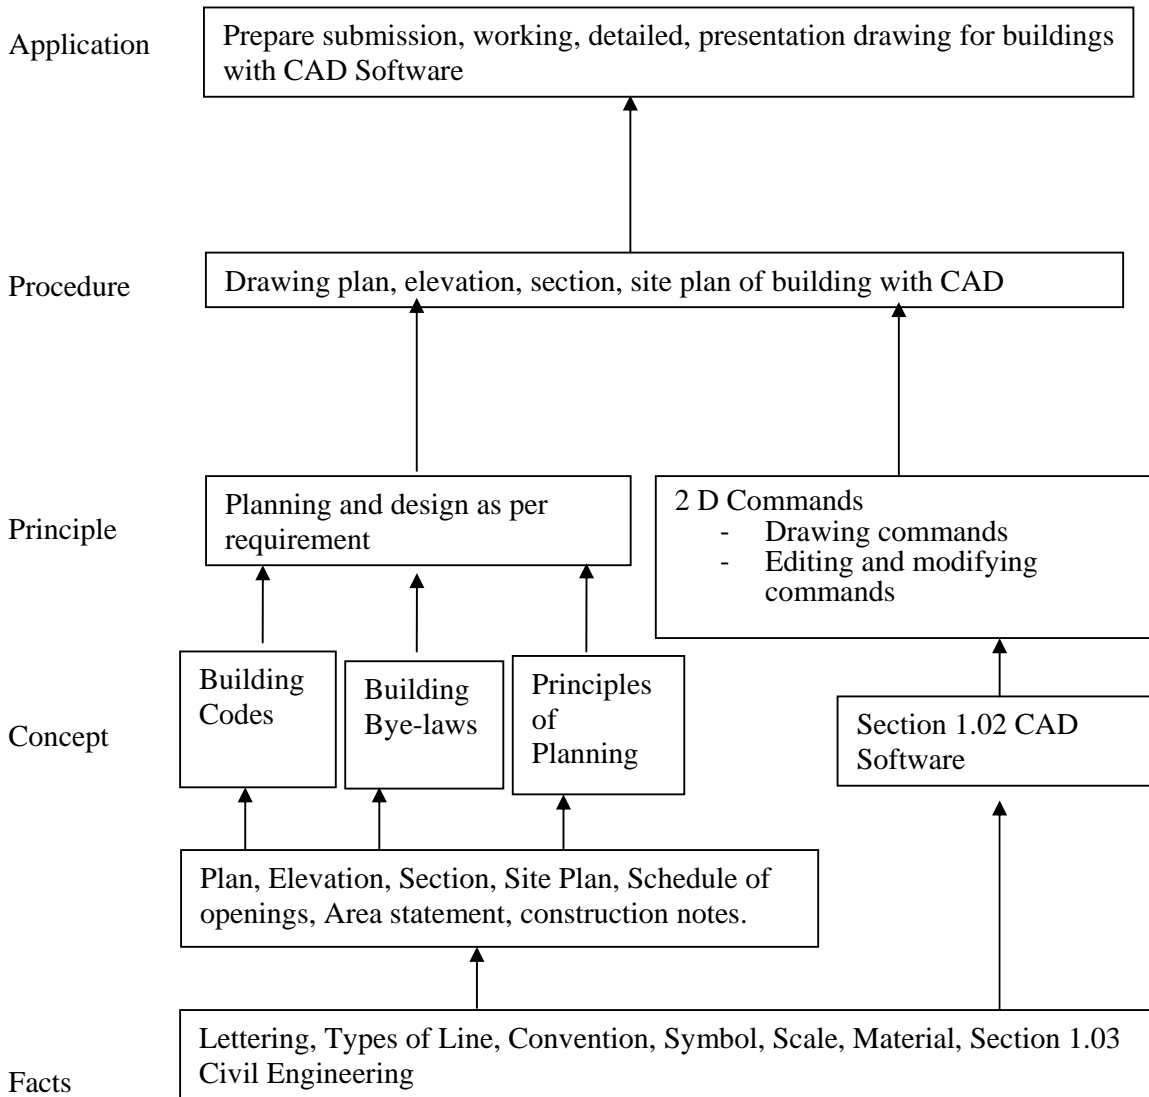 Application
Prepare submission, working, detailed, presentation drawing for buildings
with CAD Software
Procedure
Drawing plan, elevation, section, site plan of building with CAD
Principle
Planning and design as per
requirement
2 D Commands
- Drawing commands
- Editing and modifying
commands
Concept
Building
Codes
Building
Bye-laws
Principles
of
Planning
Section 1.02 CAD
Software
Plan, Elevation, Section, Site Plan, Schedule of
openings, Area statement, construction notes.
Facts
Lettering, Types of Line, Convention, Symbol, Scale, Material, Section 1.03
Civil Engineering